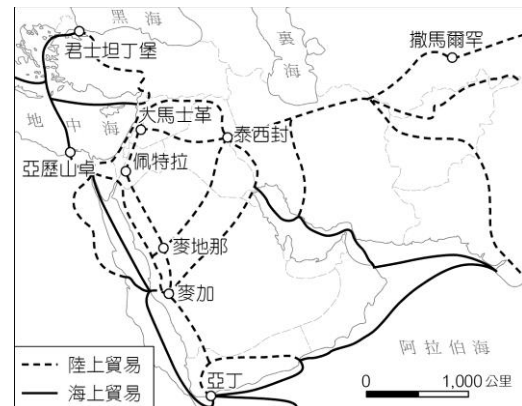 黑海
裏海
撒馬爾罕
君士坦丁堡
大馬士革
地中海
泰西封
亞歷山卓
佩特拉
麥地那
麥加
阿拉伯海
陸上貿易
海上貿易
亞丁
0 1,000公里